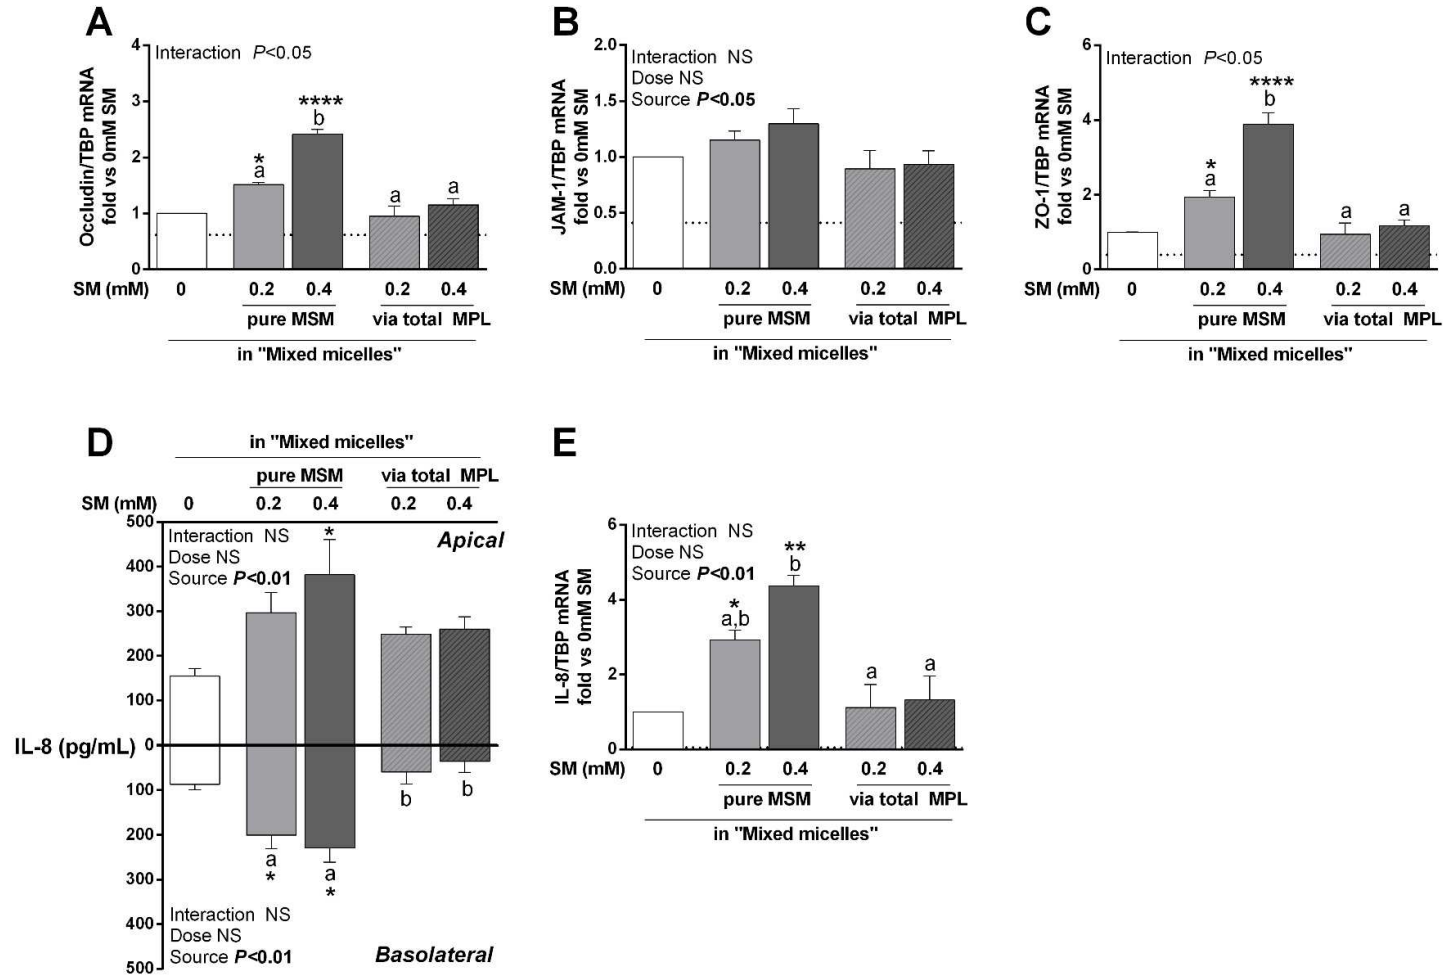 A
Occludin/TBP mRNA
fold vs 0mM SM
4
3
2
1
0
Interaction P<0.05
*
a
****
b
a
a
SM (mM) 0 0.2 0.4 0.2 0.4
pure MSM via total MPL
in "Mixed micelles"
B
JAM-1/TBP mRNA
fold vs 0mM SM
2.0
1.5
1.0
0.5
0.0
Interaction NS
Dose NS
Source P<0.05
SM (mM) 0 0.2 0.4 0.2 0.4
pure MSM via total MPL
in "Mixed micelles"
C
ZO-1/TBP mRNA
fold vs 0mM SM
6
4
2
0
Interaction P<0.05
*
a
****
b
a
a
SM (mM) 0 0.2 0.4 0.2 0.4
pure MSM via total MPL
in "Mixed micelles"
D
in "Mixed micelles"
pure MSM via total MPL
SM (mM) 0 0.2 0.4 0.2 0.4
500
400
300
200
100
IL-8 (pg/mL) 0
100
200
300
400
500
Interaction NS
Dose NS
Source P<0.01
Apical
*
a
*
a
*
b
b
Interaction NS
Dose NS
Source P<0.01
Basolateral
E
IL-8/TBP mRNA
fold vs 0mM SM
6
4
2
0
Interaction NS
Dose NS
Source P<0.01
*
a,b
**
b
a
a
SM (mM) 0 0.2 0.4 0.2 0.4
pure MSM via total MPL
in "Mixed micelles"